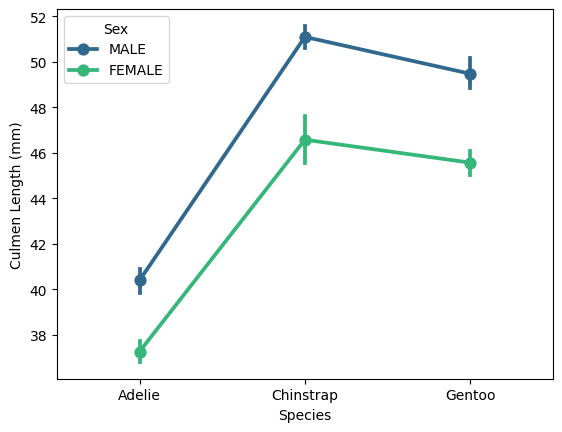 52
50
48
46
44
42
40
38
Culmen Length (mm)
Sex
MALE
FEMALE
Adelie
Chinstrap
Gentoo
Species